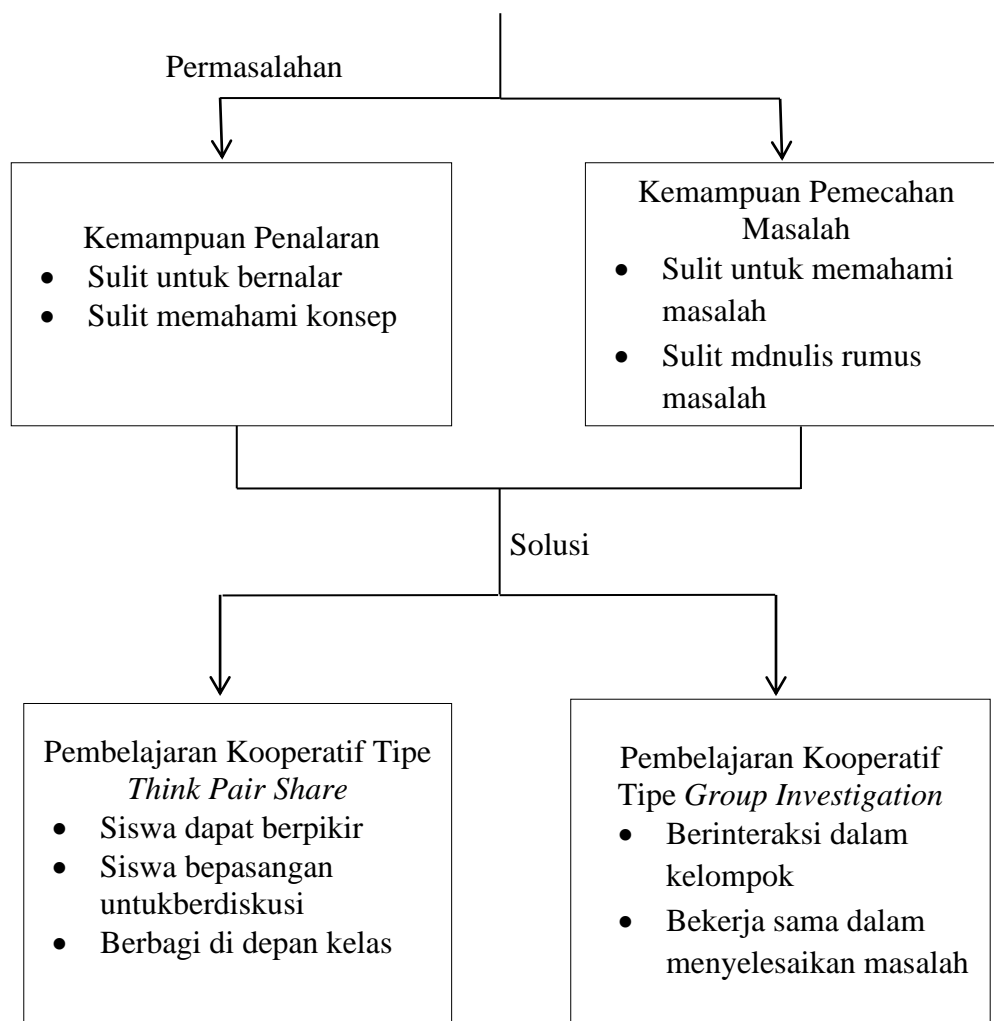 Permasalahan
Kemampuan Penalaran
• Sulit untuk bernalar
• Sulit memahami konsep
Kemampuan Pemecahan
Masalah
• Sulit untuk memahami
masalah
• Sulit mdnulis rumus
masalah
Solusi
Pembelajaran Kooperatif Tipe
Think Pair Share
• Siswa dapat berpikir
• Siswa bepasangan
untukberdiskusi
• Berbagi di depan kelas
Pembelajaran Kooperatif
Tipe Group Investigation
• Berinteraksi dalam
kelompok
• Bekerja sama dalam
menyelesaikan masalah